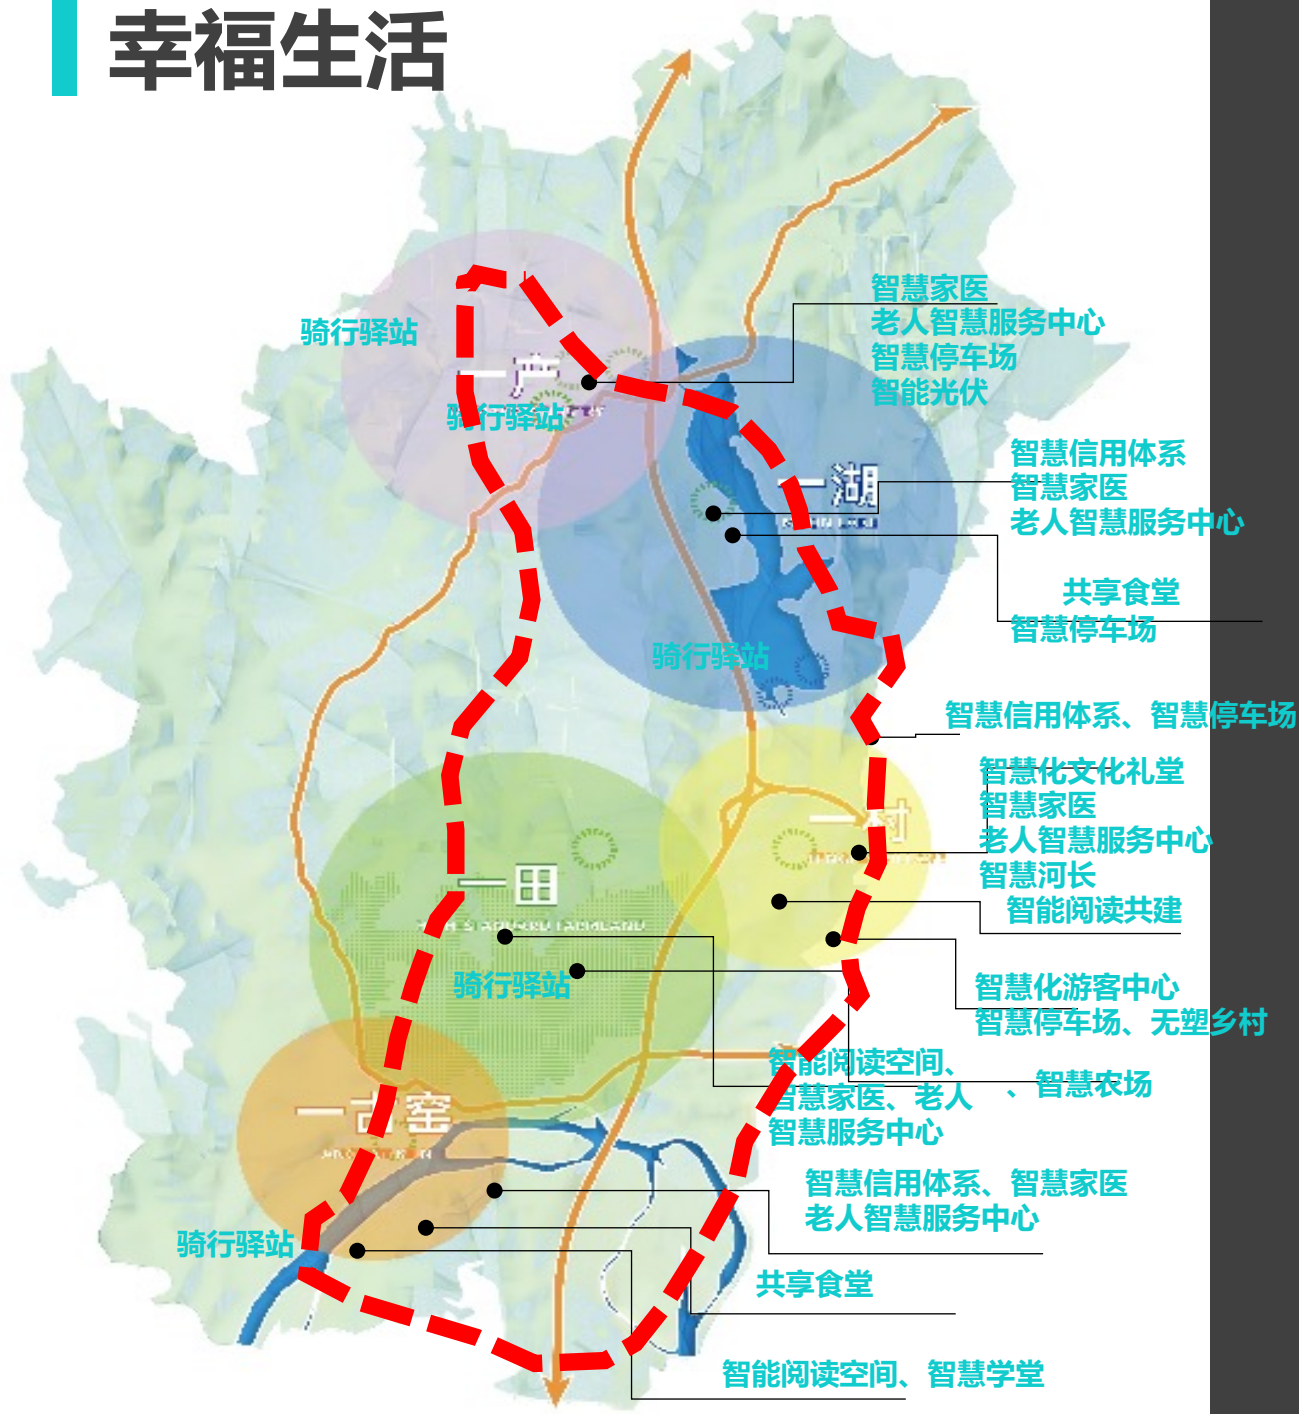 幸福生活
智慧家医
老人智慧服务中心
智慧停车场
智能光伏
骑行驿站
一产
骑行驿站
智慧信用体系
智慧家医
老人智慧服务中心
一湖
共享食堂
智慧停车场
骑行驿站
智慧信用体系、智慧停车场
智慧化文化礼堂
智慧家医
老人智慧服务中心
智慧河长
一村
智能阅读共建
一田
骑行驿站
智慧化游客中心
智慧停车场、无塑乡村
智能阅读空间、
智慧家医、老人
智慧服务中心
、智慧农场
一古窑
智慧信用体系、智慧家医
老人智慧服务中心
骑行驿站
共享食堂
智能阅读空间、智慧学堂